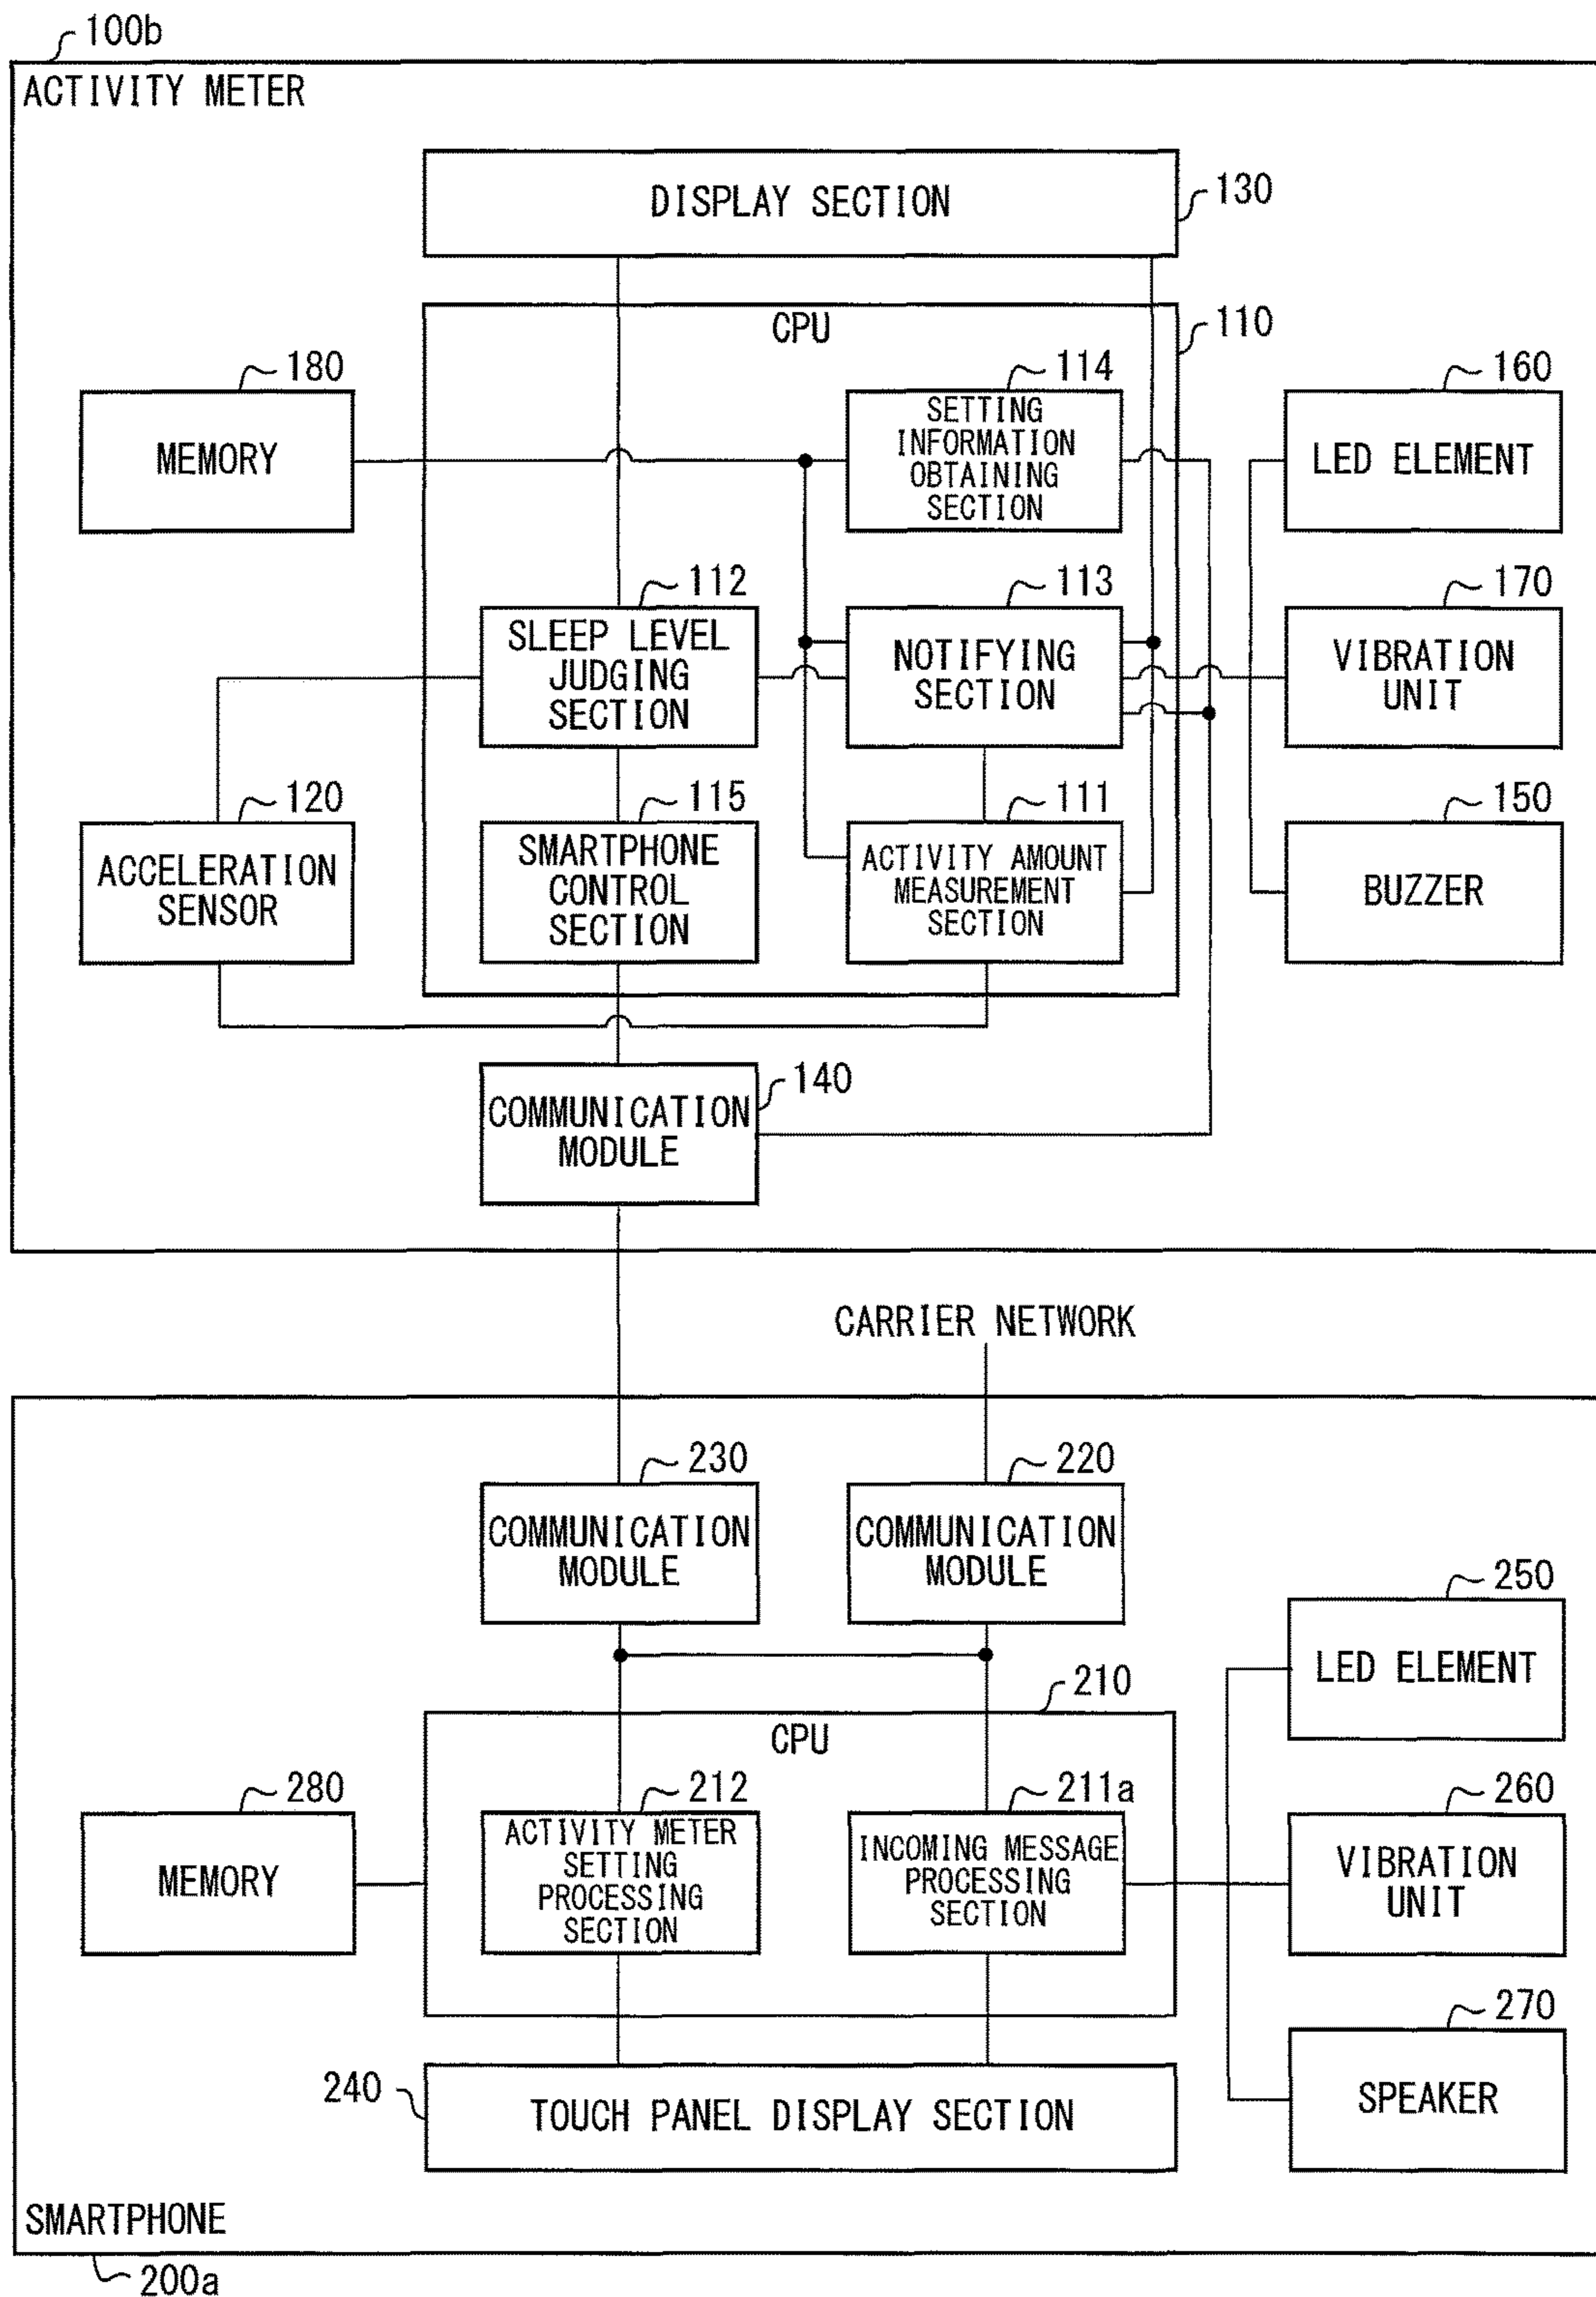 100b
ACTIVITY METER
DISPLAY SECTION
130
CPU
110
180
MEMORY
114
SETTING
INFORMATION
OBTAINING
SECTION
160
LED ELEMENT
112
SLEEP LEVEL
JUDGING
SECTION
113
NOTIFYING
SECTION
170
VIBRATION
UNIT
120
ACCELERATION
SENSOR
115
SMARTPHONE
CONTROL
SECTION
111
ACTIVITY AMOUNT
MEASUREMENT
SECTION
150
BUZZER
140
COMMUNICATION
MODULE
CARRIER NETWORK
230
COMMUNICATION
MODULE
220
COMMUNICATION
MODULE
250
LED ELEMENT
210
CPU
280
MEMORY
212
ACTIVITY METER
SETTING
PROCESSING
SECTION
211a
INCOMING MESSAGE
PROCESSING
SECTION
260
VIBRATION
UNIT
270
SPEAKER
240
TOUCH PANEL DISPLAY SECTION
SMARTPHONE
200a